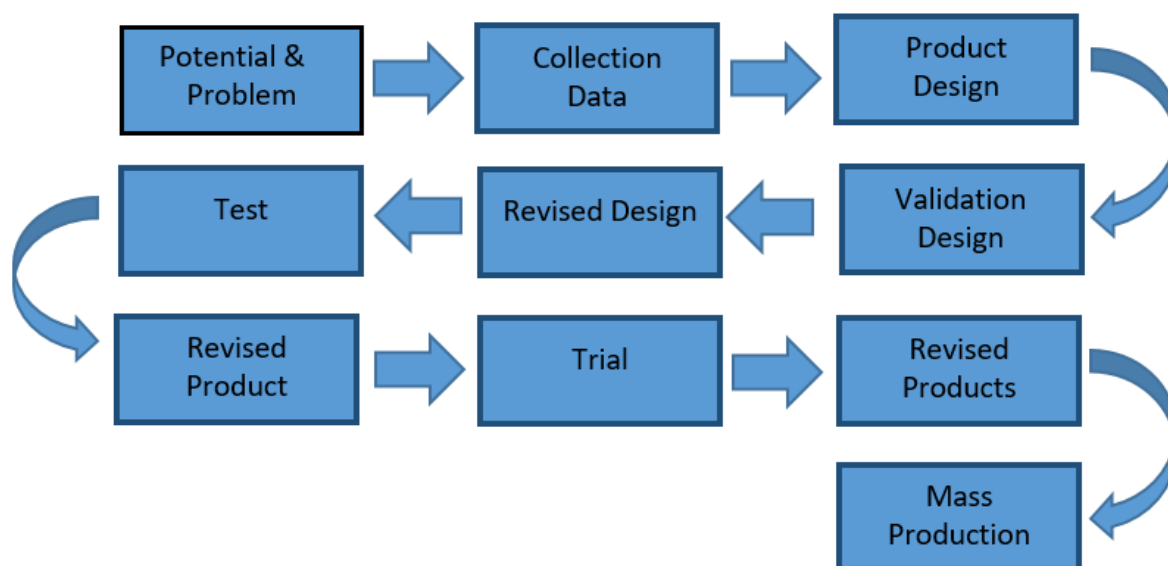 Potential &
Problem
Collection
Data
Product
Design
Validation
Design
Revised Design
Test
Revised
Product
Trial
Revised
Products
Mass
Production